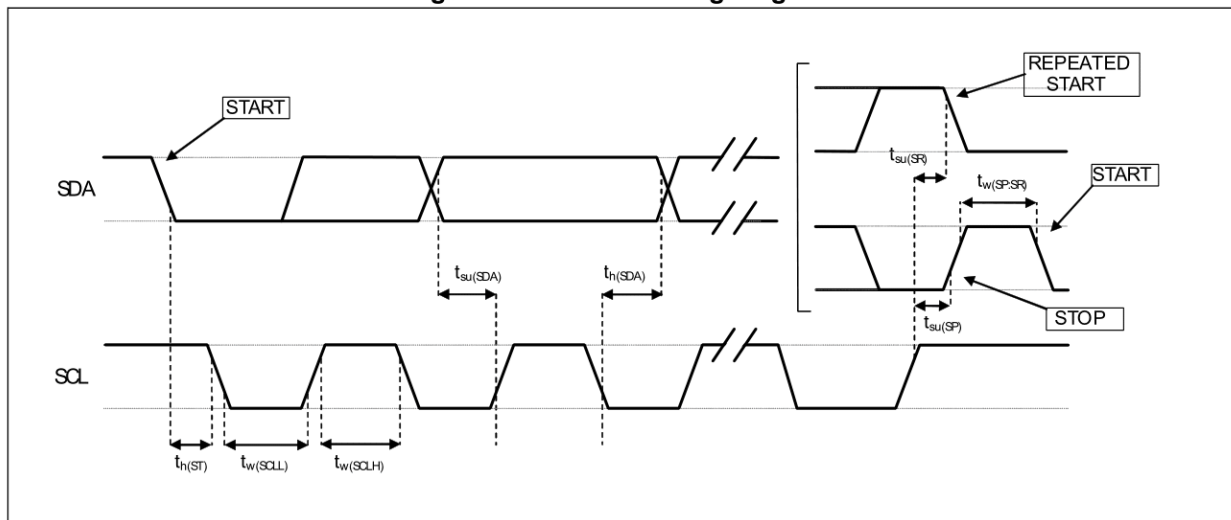 REPEATED
START
START
t_su(SR)
t_w(SP:SR)
START
SDA
t_su(SDA)
t_h(SDA)
t_su(SP)
STOP
SCL
t_h(ST)
t_w(SCLL)
t_w(SCLH)